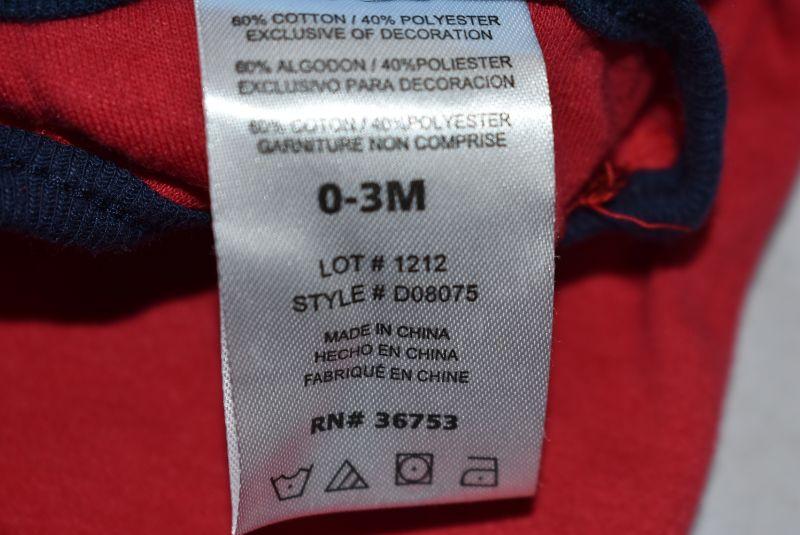 60% COTTON / 40% POLYESTER
EXCLUSIVE OF DECORATION
60% ALGODON / 40%POLIESTER
EXCLUSIVO PARA DECORACION
60% COTTON / 40%POLYESTER
GARNITURE NON COMPRISE
0-3M
LOT # 1212
STYLE # D08075
MADE IN CHINA
HECHO EN CHINA
FABRIQUÉ EN CHINE
RN# 36753